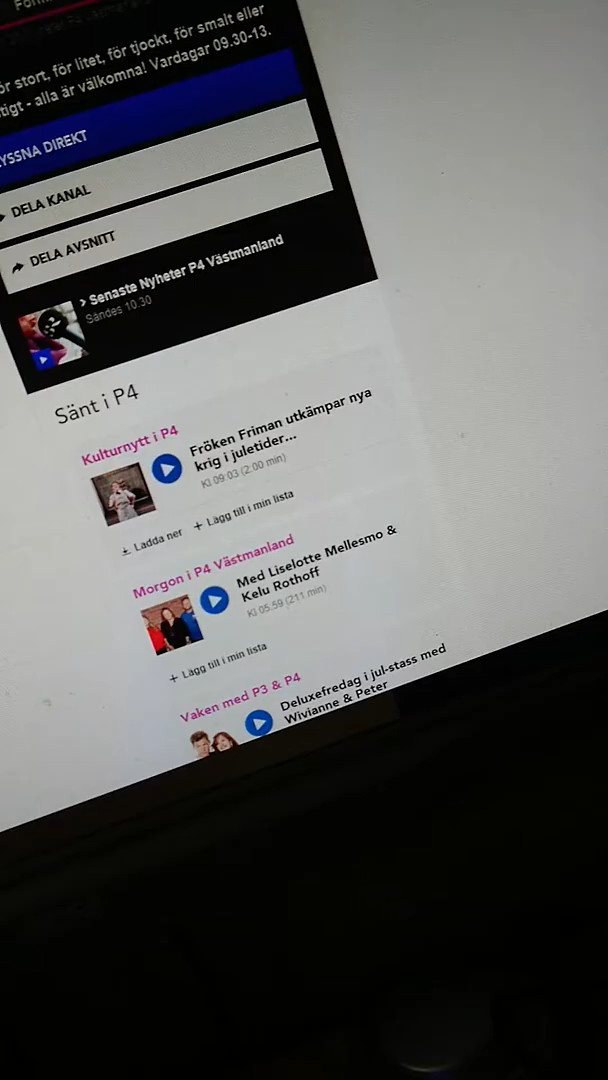 för stort, för litet, för tjockt, för smalt eller
- alla är välkomna! Vardagar 09.30-13.
LYSSNA DIREKT
DELA KANAL
DELA AVSNITT
> Senaste Nyheter P4 Västmanland
Sändes 10.30
Sänt i P4
Kulturnytt i P4
Fröken Friman utkämpar nya
krig i juletider...
Kl 09.03 (2:00 min)
Ladda ner + Lägg till i min lista
Morgon i P4 Västmanland
Med Liselotte Mellesmo &
Kelu Rothoff
Kl 05.59 (211 min)
+ Lägg till i min lista
Vaken med P3 & P4
Deluxefredag i jul-stass med
Wivianne & Peter